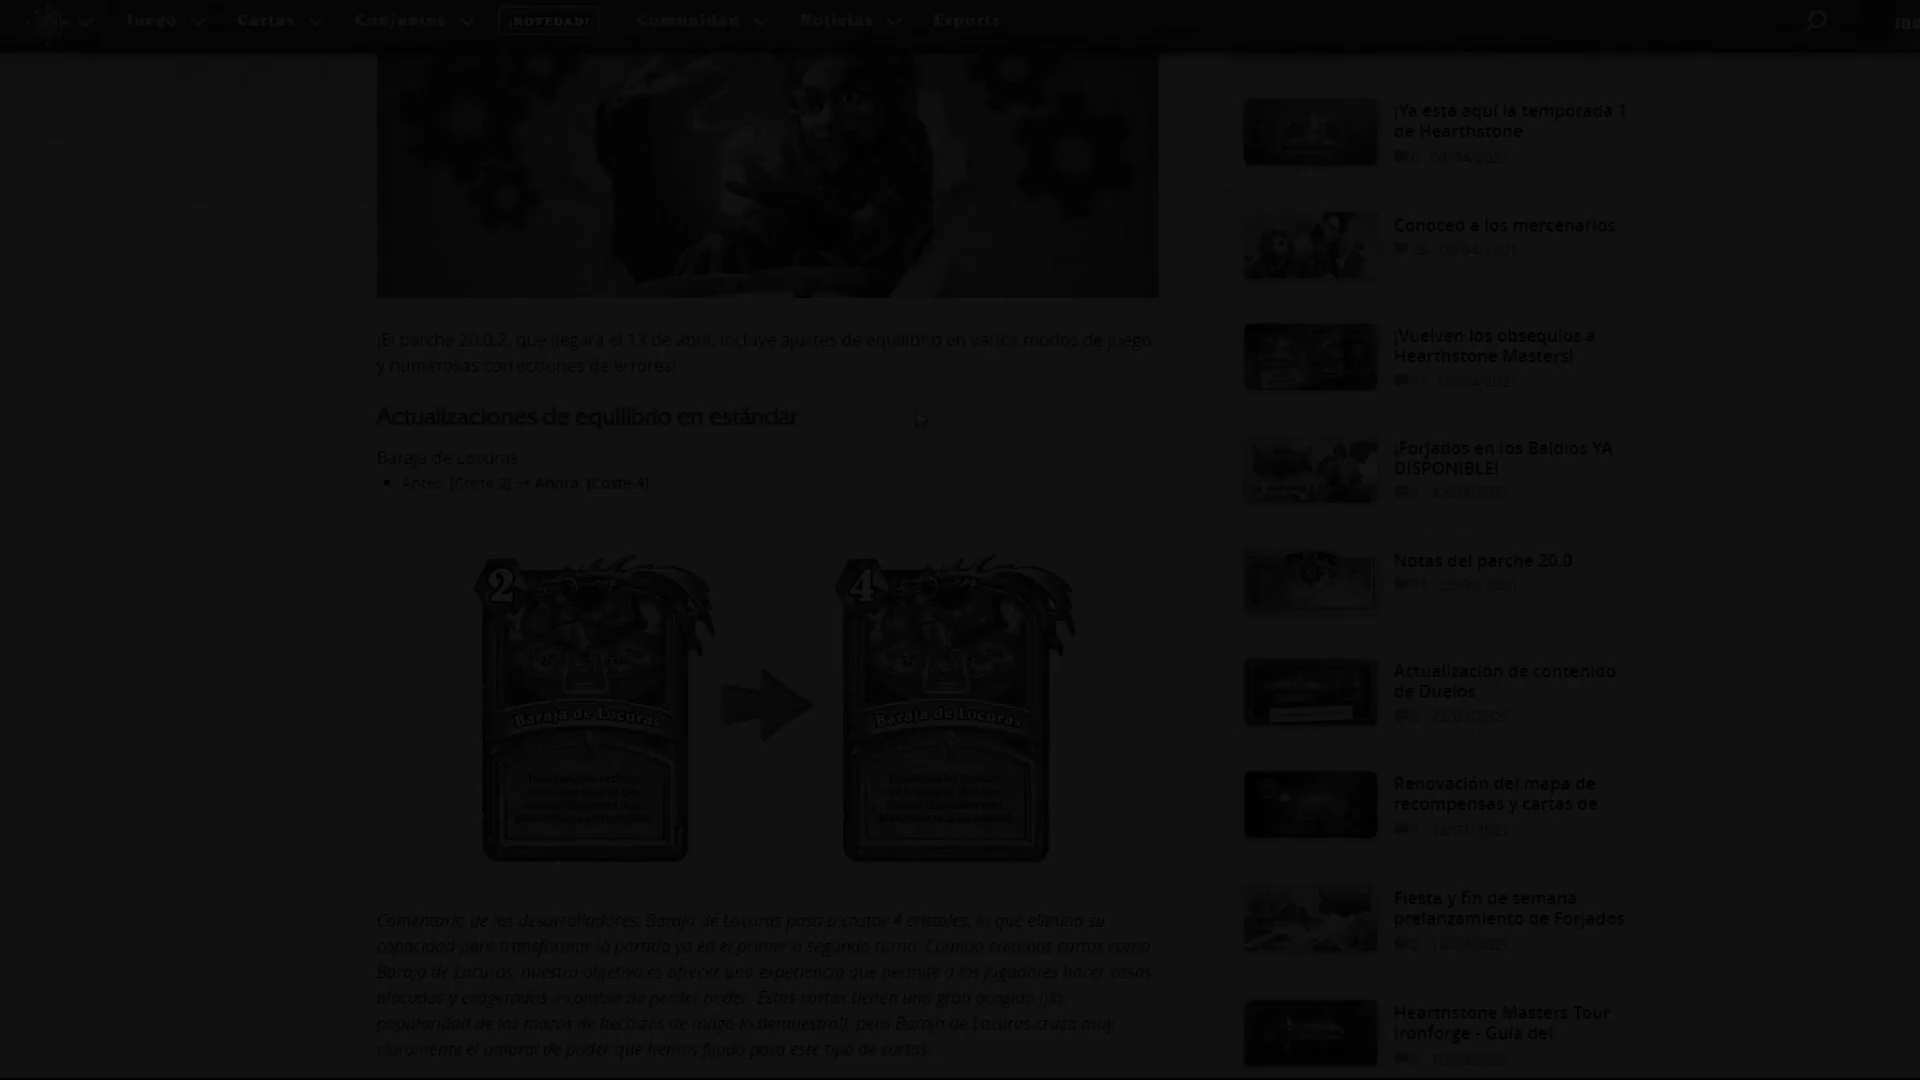 Juego Cartas Conjuntos ¡NOVEDAD! Comunidad Noticias Esports
¡El parche 20.0.2, que llegará el 13 de abril, incluye ajustes de equilibrio en varios modos de juego
y numerosas correcciones de errores!
Actualizaciones de equilibrio en estándar
Baraja de Locuras
Antes: [Coste 2] → Ahora: [Coste 4]
2
Baraja de Locuras
4
Baraja de Locuras
Comentario de los desarrolladores: Baraja de Locuras pasa a costar 4 cristales, lo que elimina su
capacidad para transformar la partida ya en el primer o segundo turno. Cuando creamos cartas como
Baraja de Locuras, nuestro objetivo es ofrecer una experiencia que permite a los jugadores hacer cosas
alocadas y exageradas a cambio de perder poder. Estas cartas tienen una gran acogida (¡la
popularidad de los mazos de hechizos de mago lo demuestra!), pero Baraja de Locuras cruza muy
claramente el umbral de poder que hemos fijado para este tipo de cartas.
¡Ya está aquí la temporada 1
de Hearthstone
Conoced a los mercenarios
¡Vuelven los obsequios a
Hearthstone Masters!
¡Forjados en los Baldíos YA
DISPONIBLE!
Notas del parche 20.0
Actualización de contenido
de Duelos
22/03/2021
Renovación del mapa de
recompensas y cartas de
Fiesta y fin de semana
prelanzamiento de Forjados
Hearthstone Masters Tour
Ironforge - Guía del